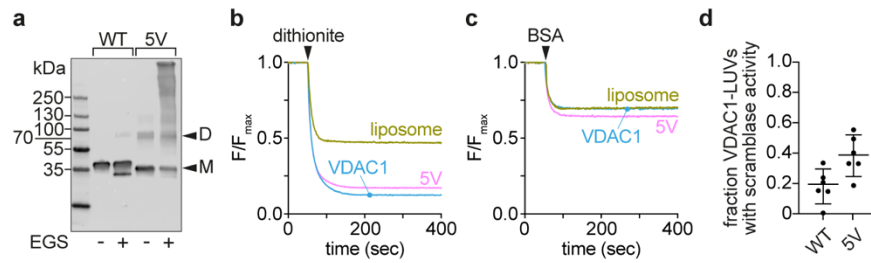 a
WT 5V
kDa
250
130
100
70
55
35
D
M
EGS - + - +
b
dithionite
1.0
0.5
0.0
F/Fmax
liposome
5V
VDAC1
0 200 400
time (sec)
c
BSA
1.0
0.5
0.0
F/Fmax
liposome
VDAC1
5V
0 200 400
time (sec)
d
fraction VDAC1-LUVs
with scramblase activity
1.0
0.8
0.6
0.4
0.2
0
WT 5V